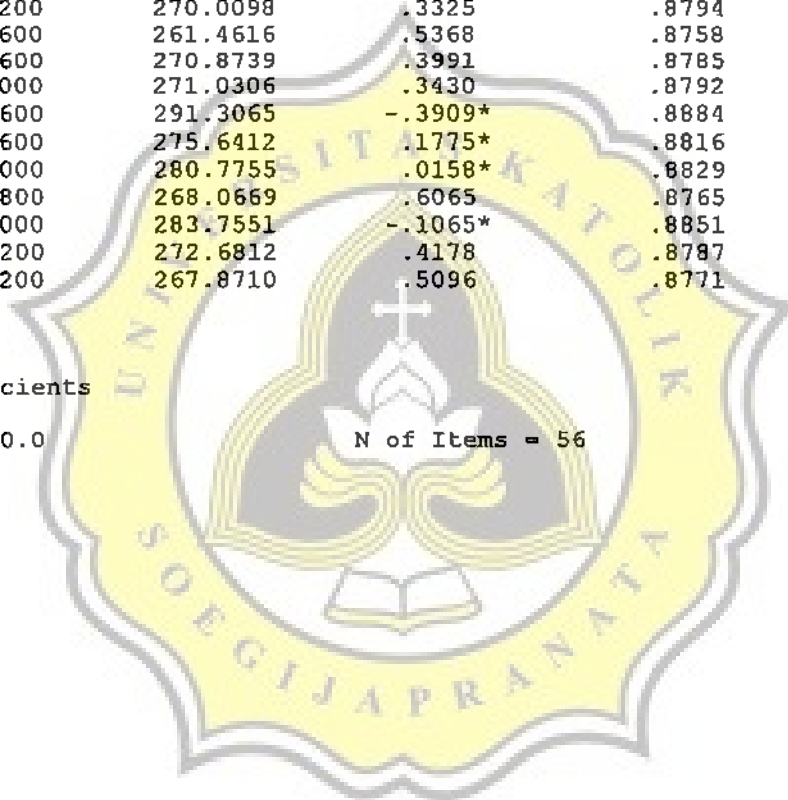 200 270.0098 .3325 .8794
600 261.4616 .5368 .8758
600 270.8739 .3991 .8785
000 271.0306 .3430 .8792
600 291.3065 -.3909* .8884
600 275.6412 .1775* .8816
000 280.7755 .0158* .8829
800 268.0669 .6065 .8765
000 283.7551 -.1065* .8851
200 272.6812 .4178 .8787
200 267.8710 .5096 .8771
cients
0.0 N of Items = 56
UNIVERSITAS KATOLIK
SOEGIJAPRANATA